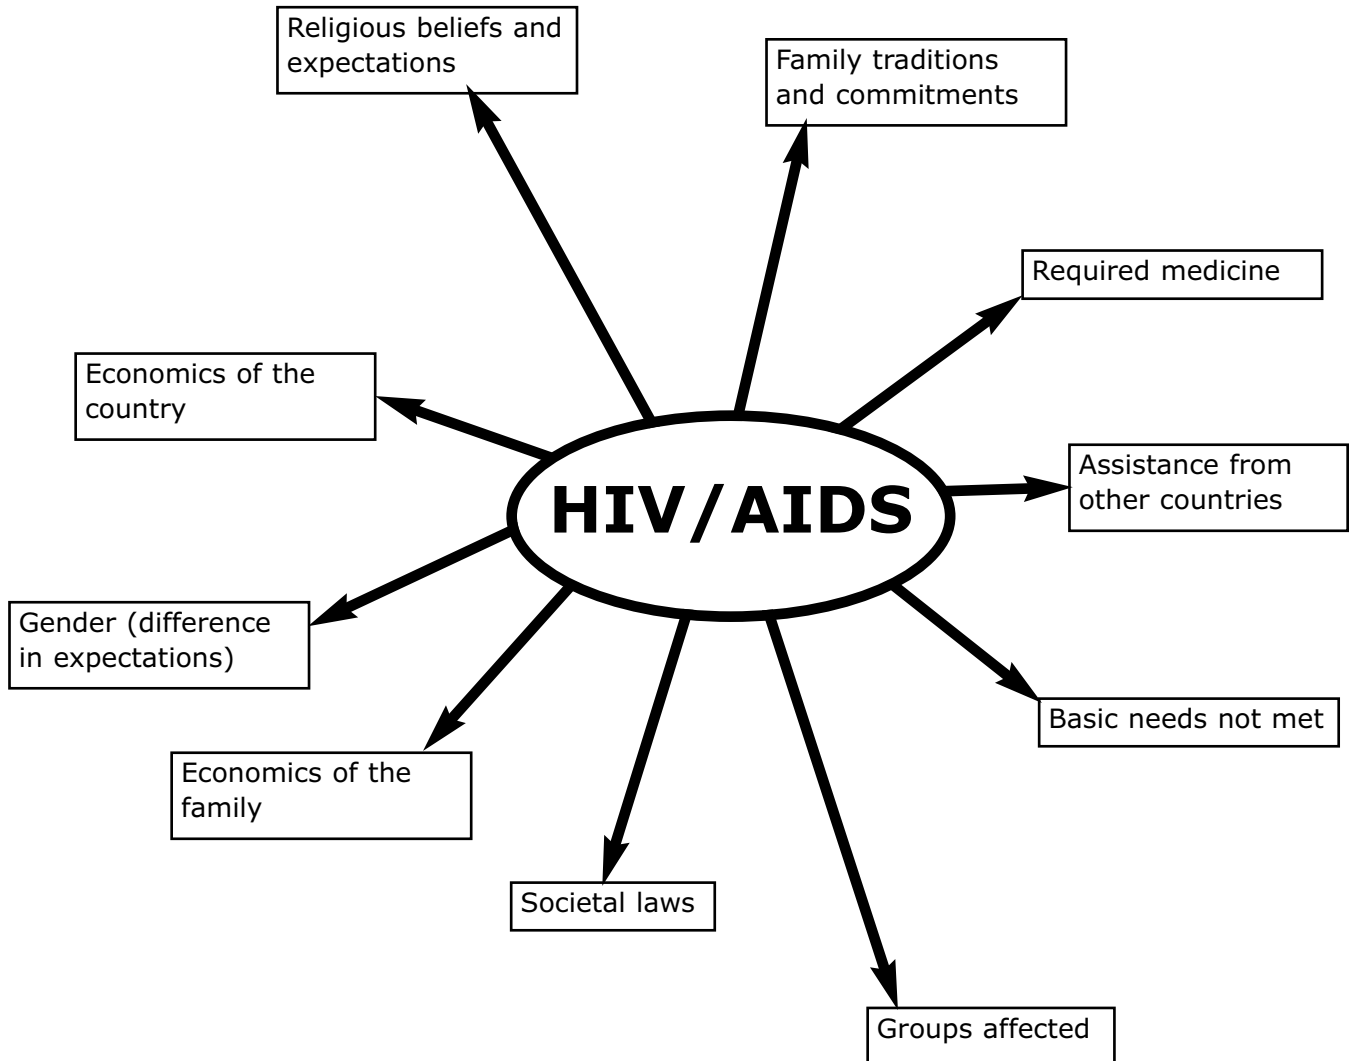 Religious beliefs and
expectations
Family traditions
and commitments
Required medicine
Economics of the
country
Assistance from
other countries
HIV/AIDS
Gender (difference
in expectations)
Basic needs not met
Economics of the
family
Societal laws
Groups affected